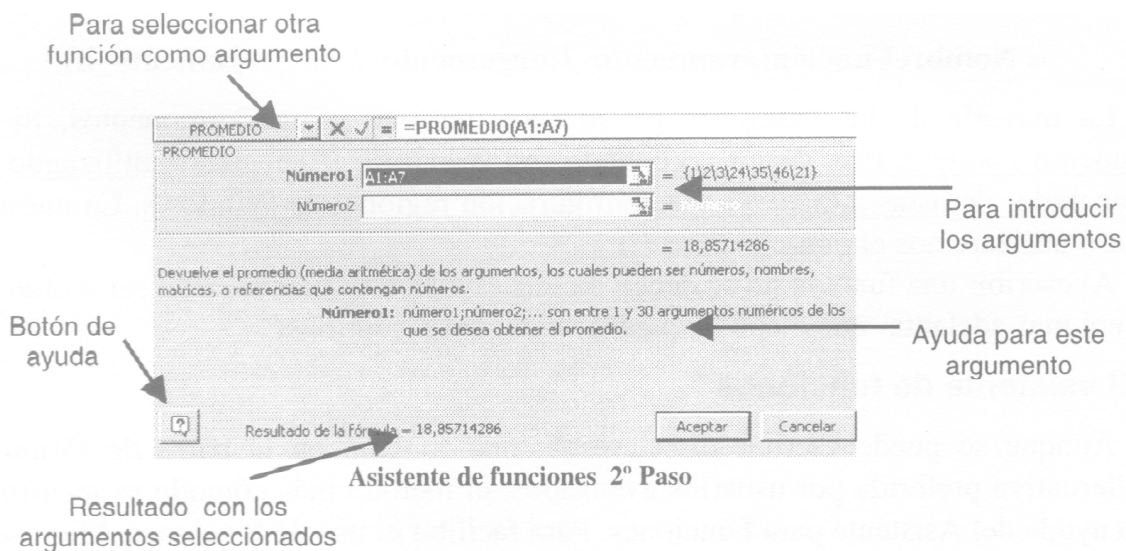 Para seleccionar otra
función como argumento
PROMEDIO =PROMEDIO(A1:A7)
PROMEDIO
Número1 A1:A7 = {1\2\3\24\35\46\21}
Número2 =
= 18,85714286
Devuelve el promedio (media aritmética) de los argumentos, los cuales pueden ser números, nombres,
matrices, o referencias que contengan números.
Número1: número1;número2;... son entre 1 y 30 argumentos numéricos de los
que se desea obtener el promedio.
Para introducir
los argumentos
Botón de
ayuda
Ayuda para este
argumento
Resultado de la fórmula = 18,85714286
Aceptar Cancelar
Asistente de funciones 2º Paso
Resultado con los
argumentos seleccionados